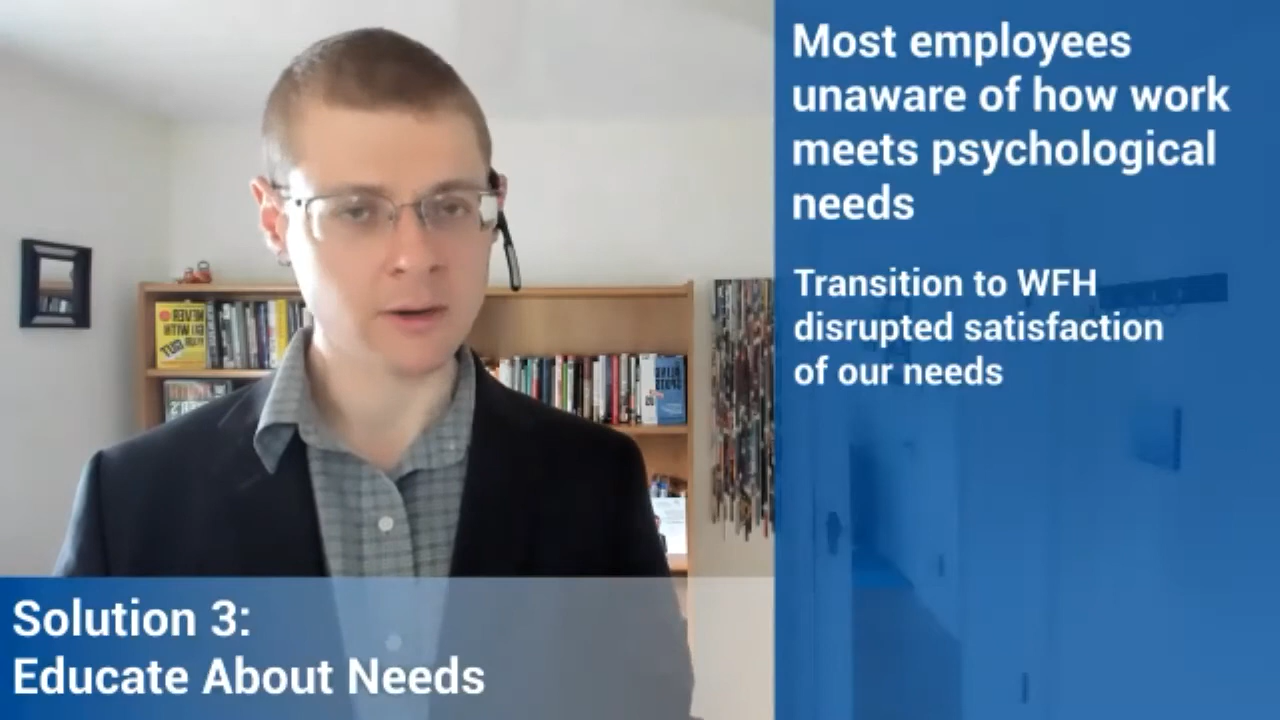 Most employees
unaware of how work
meets psychological
needs
Transition to WFH
disrupted satisfaction
of our needs
Solution 3:
Educate About Needs